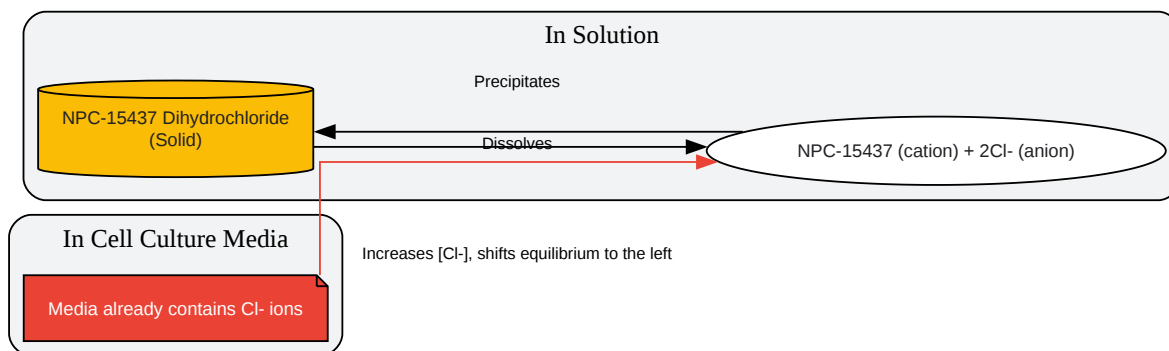 In Solution
Precipitates
NPC-15437 Dihydrochloride
(Solid)
Dissolves
NPC-15437 (cation) + 2Cl- (anion)
In Cell Culture Media
Increases [Cl-], shifts equilibrium to the left
Media already contains Cl- ions